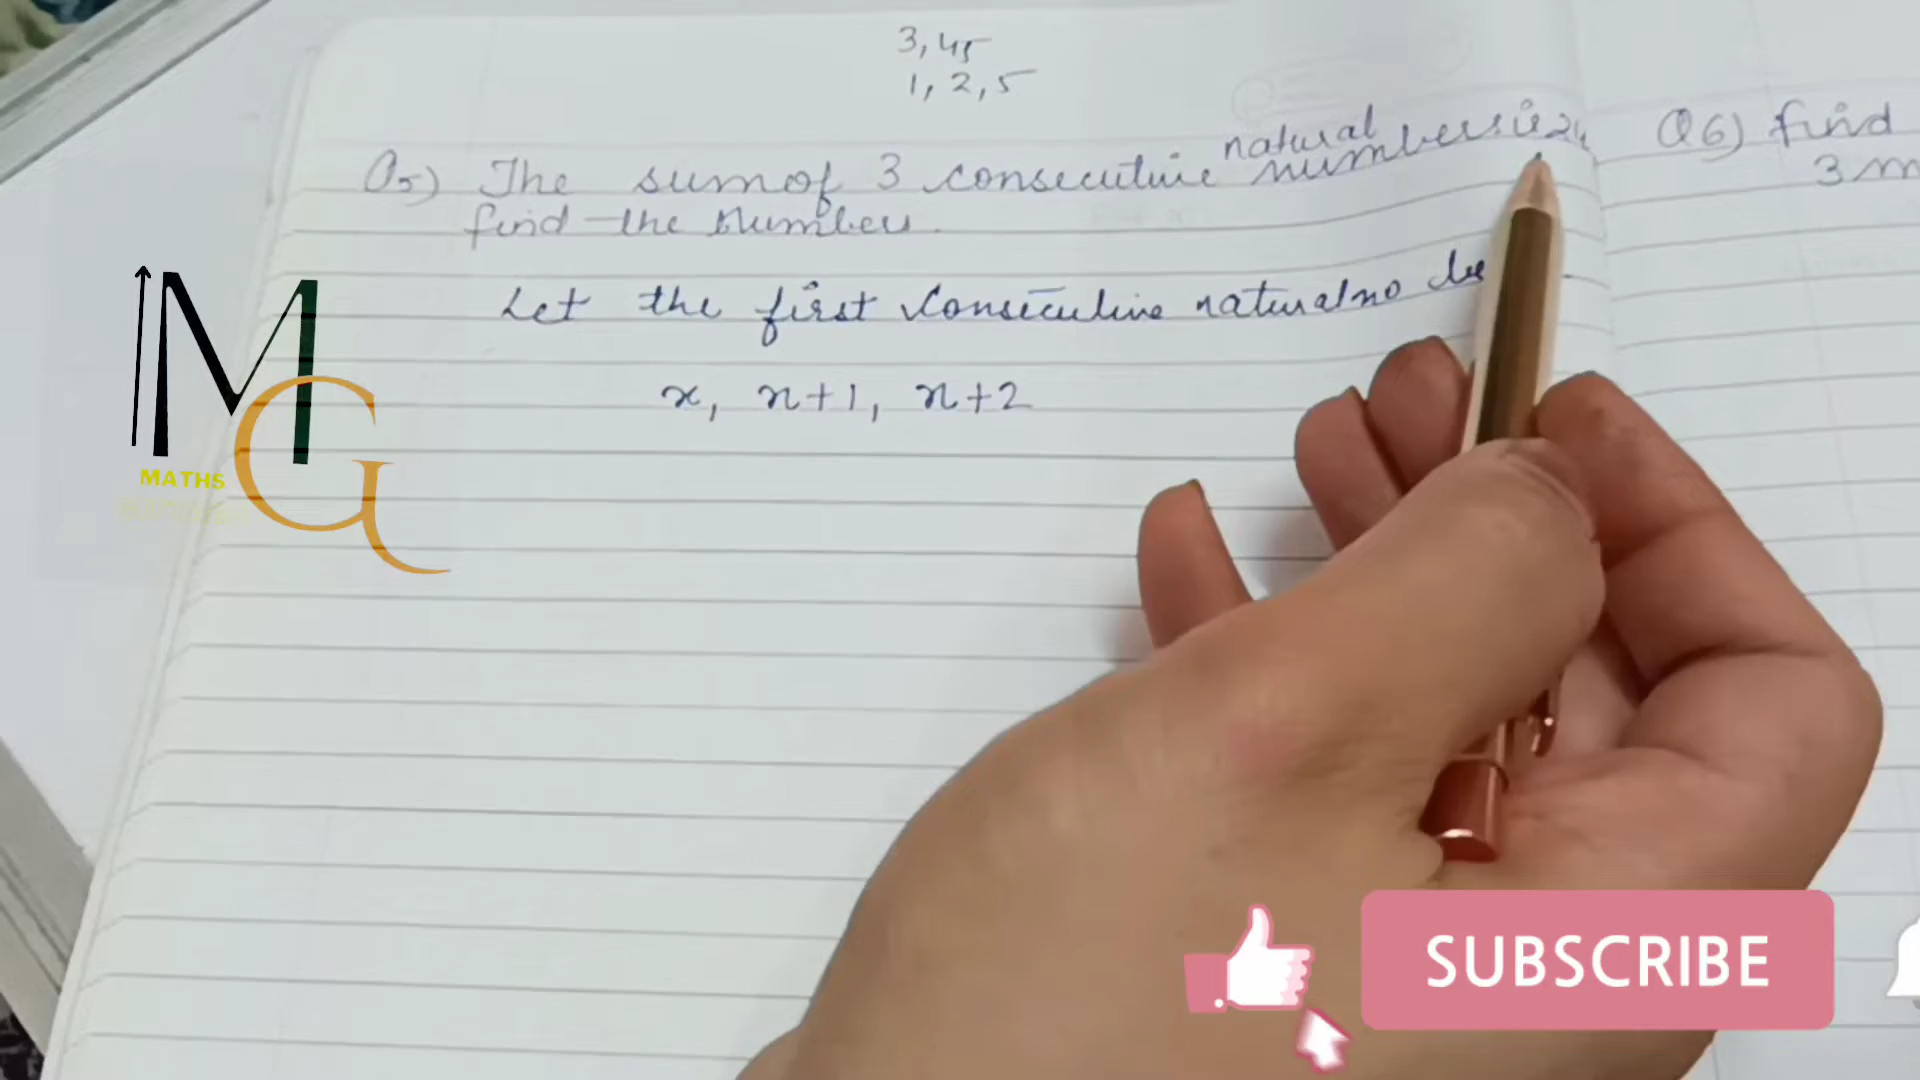 3, 45
1, 2, 5
Q5) The sum of 3 consecutive natural numbers is 24
find the numbers.
Let the first consecutive natural no be
x, x+1, x+2
Q6) find
3 m
MATHS
SUBSCRIBE